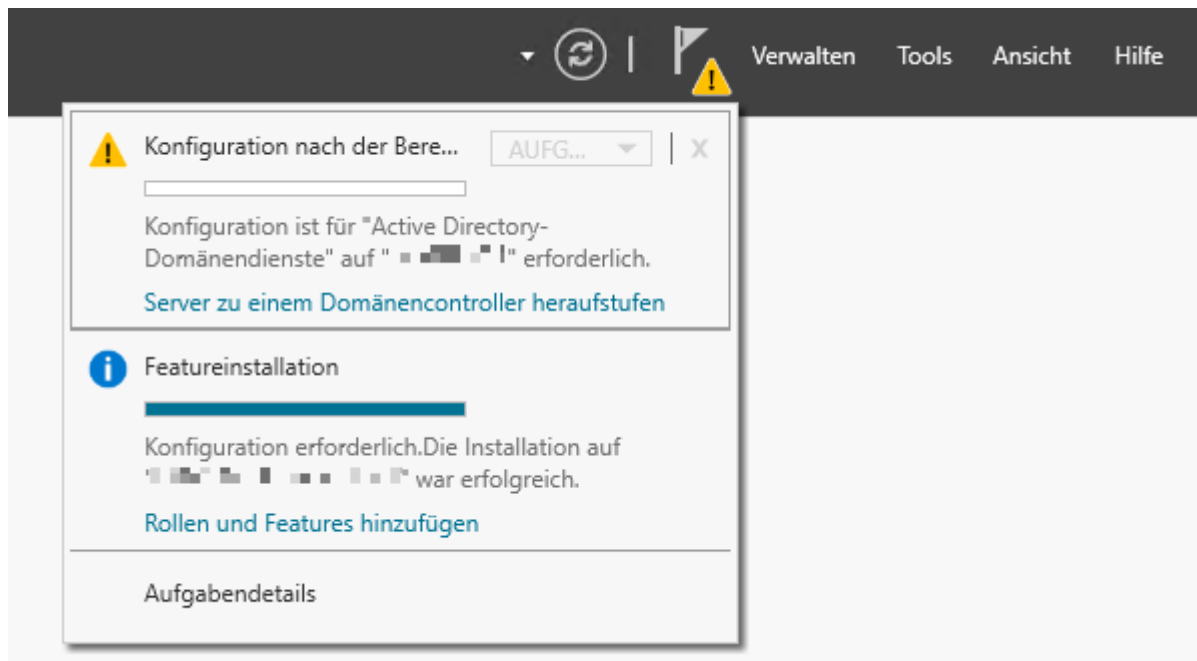 Verwalten Tools Ansicht Hilfe
Konfiguration nach der Bere... AUFG... X
Konfiguration ist für "Active Directory-
Domänendienste" auf " " erforderlich.
Server zu einem Domänencontroller heraufstufen
Featureinstallation
Konfiguration erforderlich.Die Installation auf
" " war erfolgreich.
Rollen und Features hinzufügen
Aufgabendetails